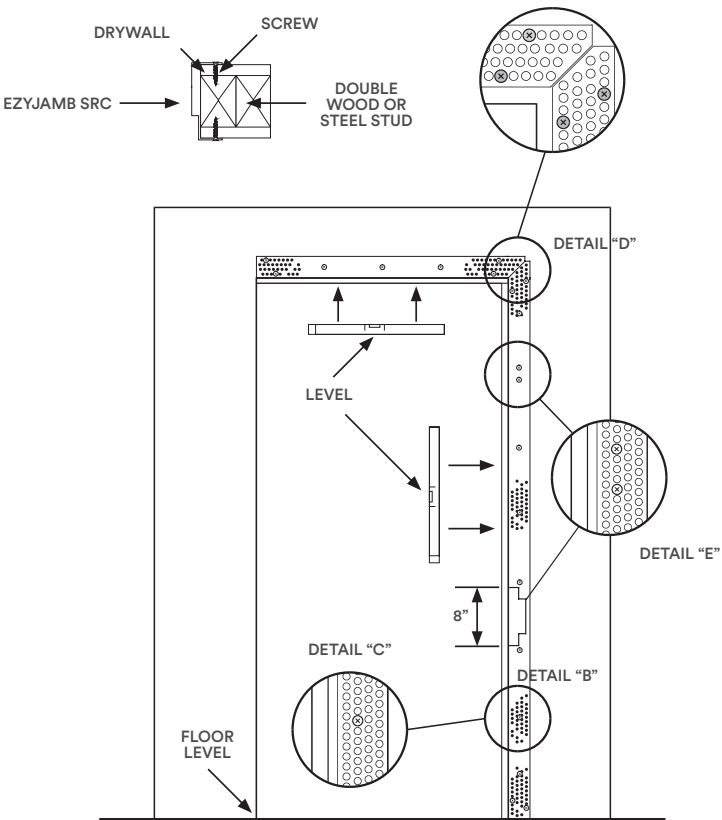 DRYWALL
SCREW
EZYJAMB SRC
DOUBLE
WOOD OR
STEEL STUD
DETAIL “D”
LEVEL
DETAIL “E”
8”
DETAIL “C”
DETAIL “B”
FLOOR
LEVEL